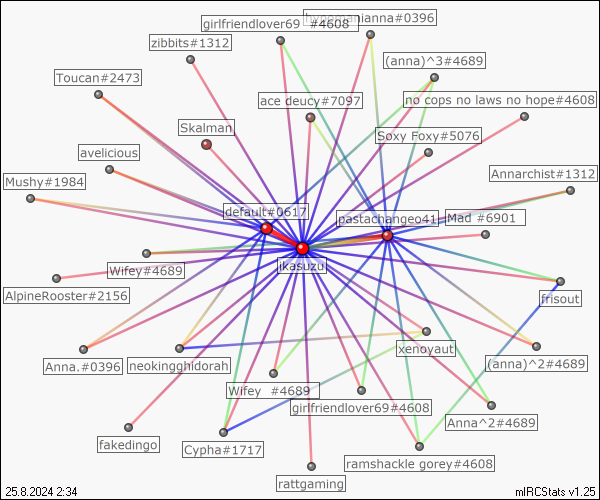 girlfriendlover69 #4608
hypomanianna#0396
zibbits#1312
(anna)^3#4689
Toucan#2473
ace deucy#7097
no cops no laws no hope#4608
Skalman
Soxy Foxy#5076
avelicious
Mushy#1984
Annarchist#1312
default#0617
pastachangeo41
Mad #6901
jkasuzu
Wifey#4689
AlpineRooster#2156
frisout
xenoyaut
Anna.#0396
neokingghidorah
(anna)^2#4689
Wifey #4689
girlfriendlover69#4608
Anna^2#4689
fakedingo
Cypha#1717
ramshackle gorey#4608
rattgaming
25.8.2024 2:34
mIRCStats v1.25